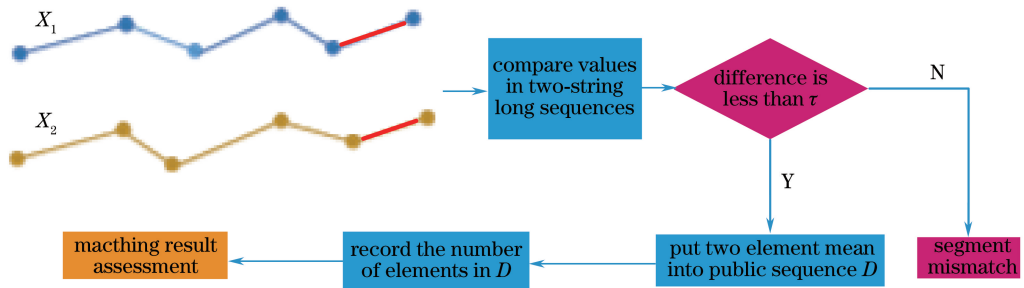 X₁
X₂
compare values
in two-string
long sequences
difference is
less than τ
N
Y
macthing result
assessment
record the number
of elements in D
put two element mean
into public sequence D
segment
mismatch